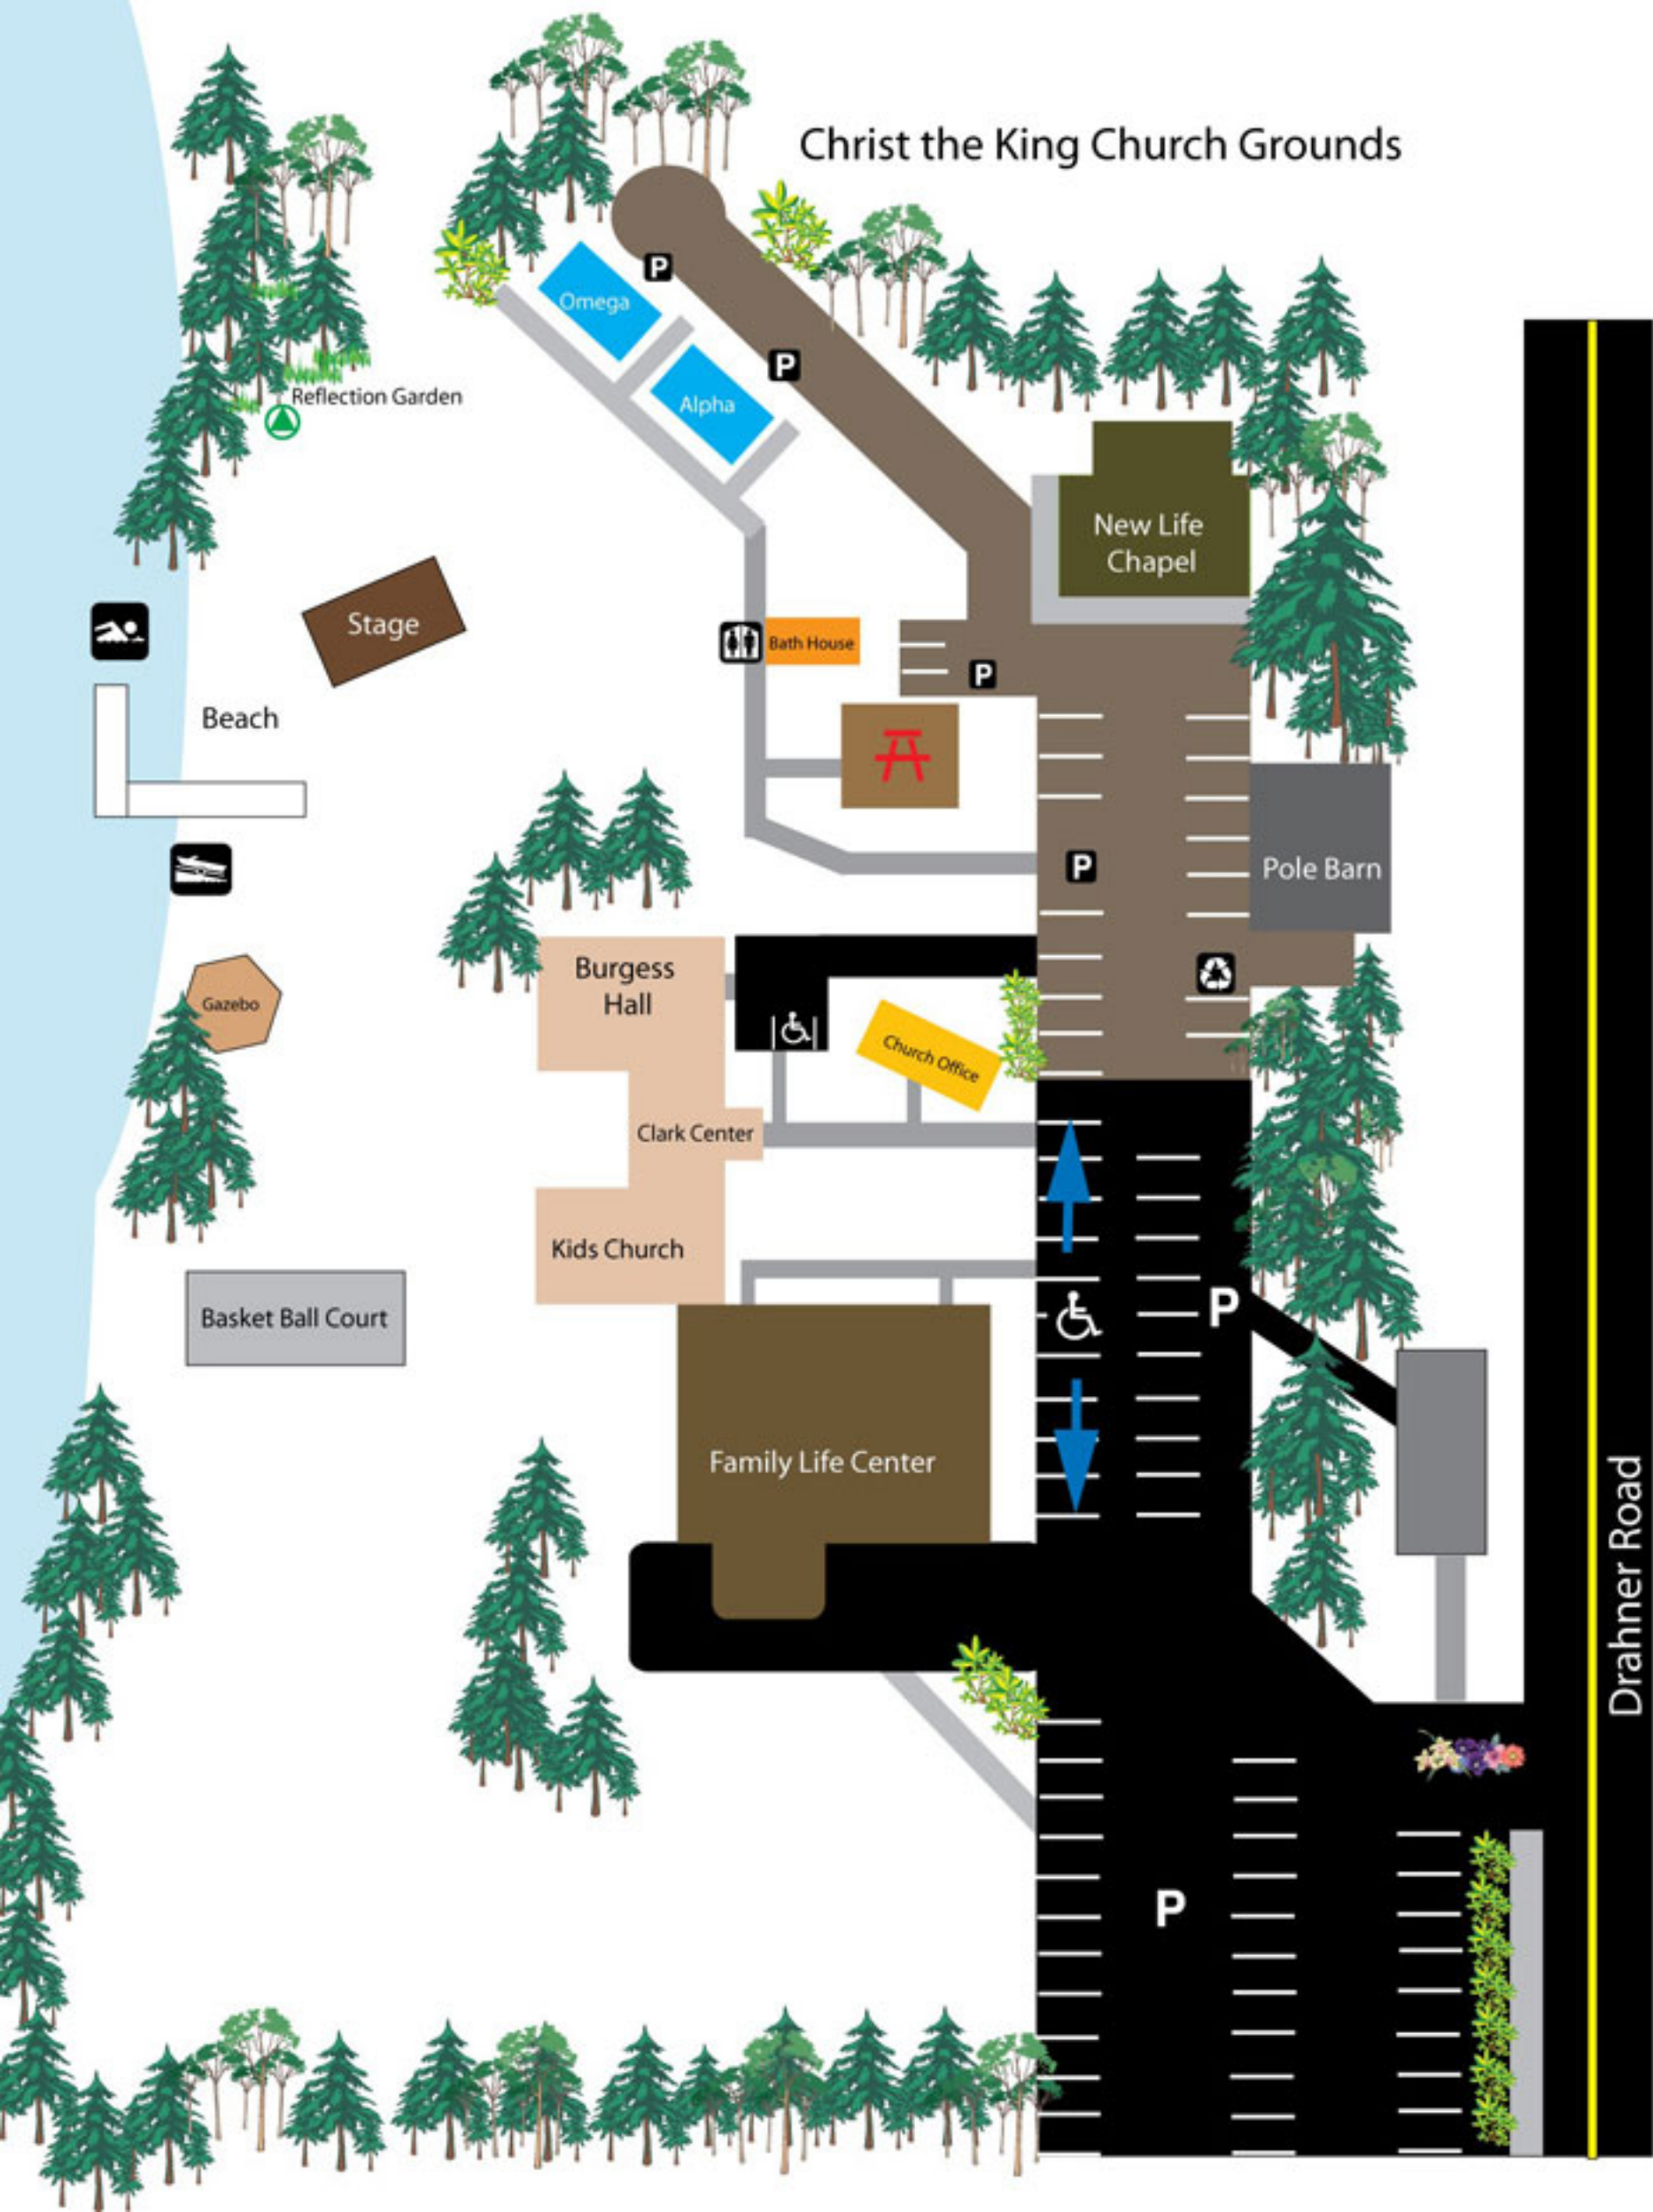 Christ the King Church Grounds
P
Omega
P
Alpha
Reflection Garden
New Life
Chapel
Stage
Bath House
P
Beach
P
Pole Barn
Burgess
Hall
Gazebo
Church Office
Clark Center
Kids Church
P
Basket Ball Court
Family Life Center
Drahner Road
P